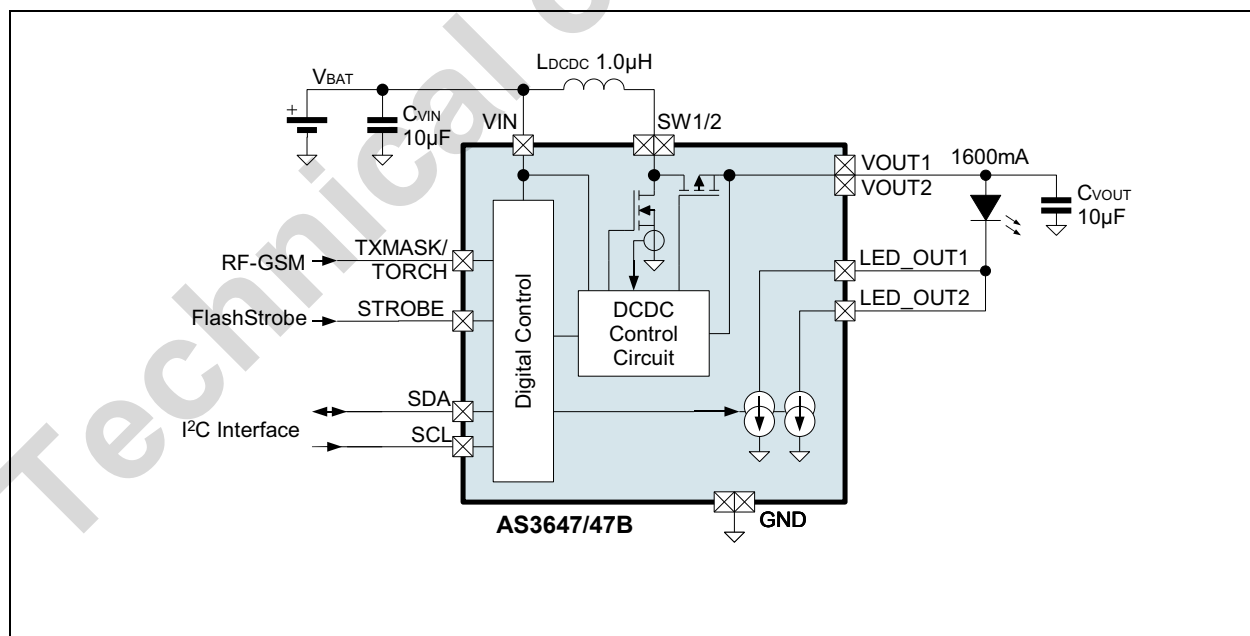 Technical c
LDCDC 1.0µH
VBAT
+
CVIN
10µF
VIN
SW1/2
VOUT1
VOUT2
1600mA
CVOUT
10µF
TXMASK/
TORCH
RF-GSM
STROBE
FlashStrobe
LED_OUT1
LED_OUT2
Digital Control
DCDC
Control
Circuit
SDA
I²C Interface
SCL
AS3647/47B
GND